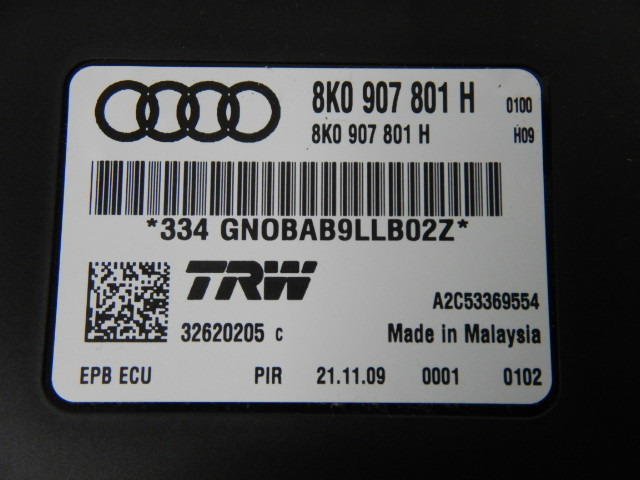 8K0 907 801 H 0100
8K0 907 801 H H09
*334 GNOBAB9LLB02Z*
TRW A2C53369554
32620205 C Made in Malaysia
EPB ECU PIR 21.11.09 0001 0102